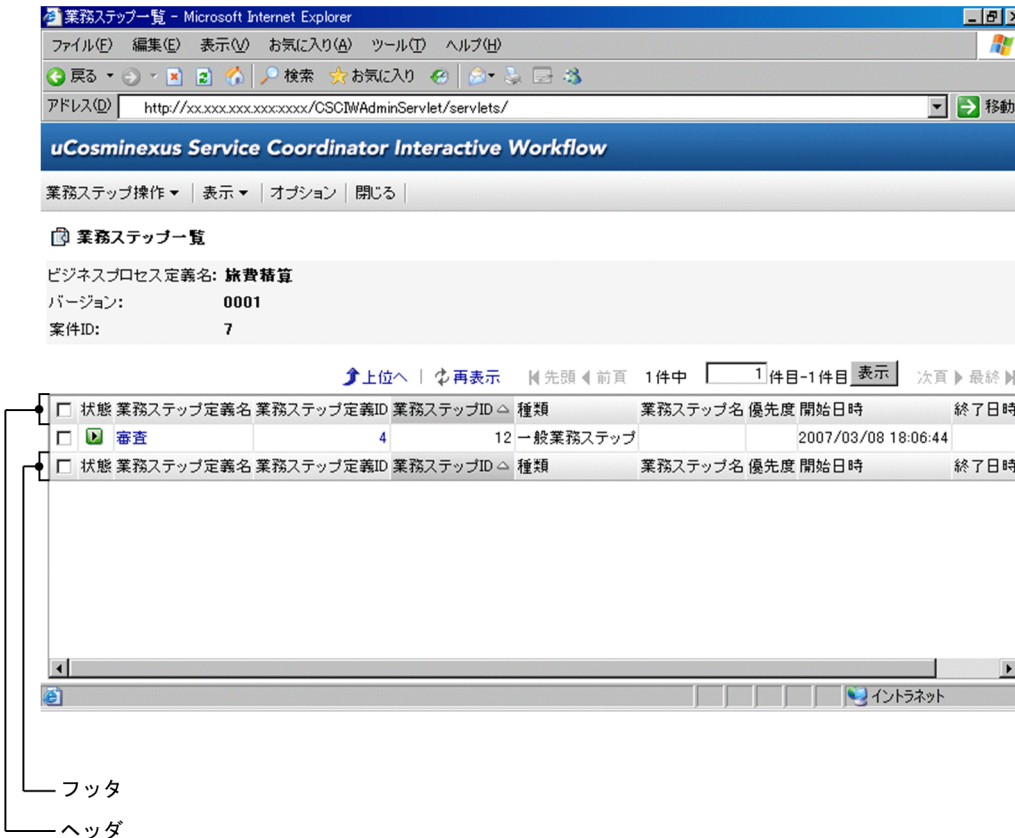 業務ステップ一覧 - Microsoft Internet Explorer
ファイル(F) 編集(E) 表示(V) お気に入り(A) ツール(T) ヘルプ(H)
戻る 検索 お気に入り
アドレス(D) http://xx.xxx.xxx.xxx:xxxx/CSCIWAdminServlet/servlets/ 移動
uCosminexus Service Coordinator Interactive Workflow
業務ステップ操作▼ 表示▼ オプション 閉じる
業務ステップ一覧
ビジネスプロセス定義名: 旅費精算
バージョン: 0001
案件ID: 7
上位へ | 再表示 先頭 前頁 1件中 1 件目-1件目 表示 次頁 最終
状態 業務ステップ定義名 業務ステップ定義ID 業務ステップID△ 種類 業務ステップ名 優先度 開始日時 終了日時
審査 4 12 一般業務ステップ 2007/03/08 18:06:44
状態 業務ステップ定義名 業務ステップ定義ID 業務ステップID△ 種類 業務ステップ名 優先度 開始日時 終了日時
イントラネット
フッタ
ヘッダ